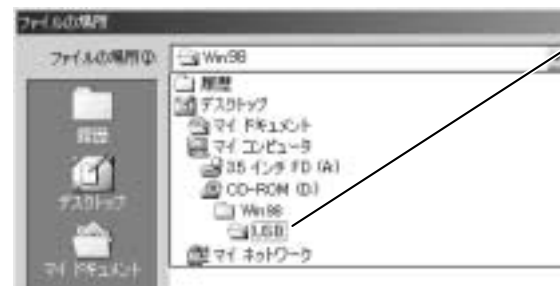 ファイルの場所
ファイルの場所(I):
Win98
履歴
デスクトップ
マイ ドキュメント
マイ コンピュータ
3.5 インチ FD (A:)
CD-ROM (D:)
Win98
USB
マイ ネットワーク
履歴
デスクトップ
マイ ドキュメント